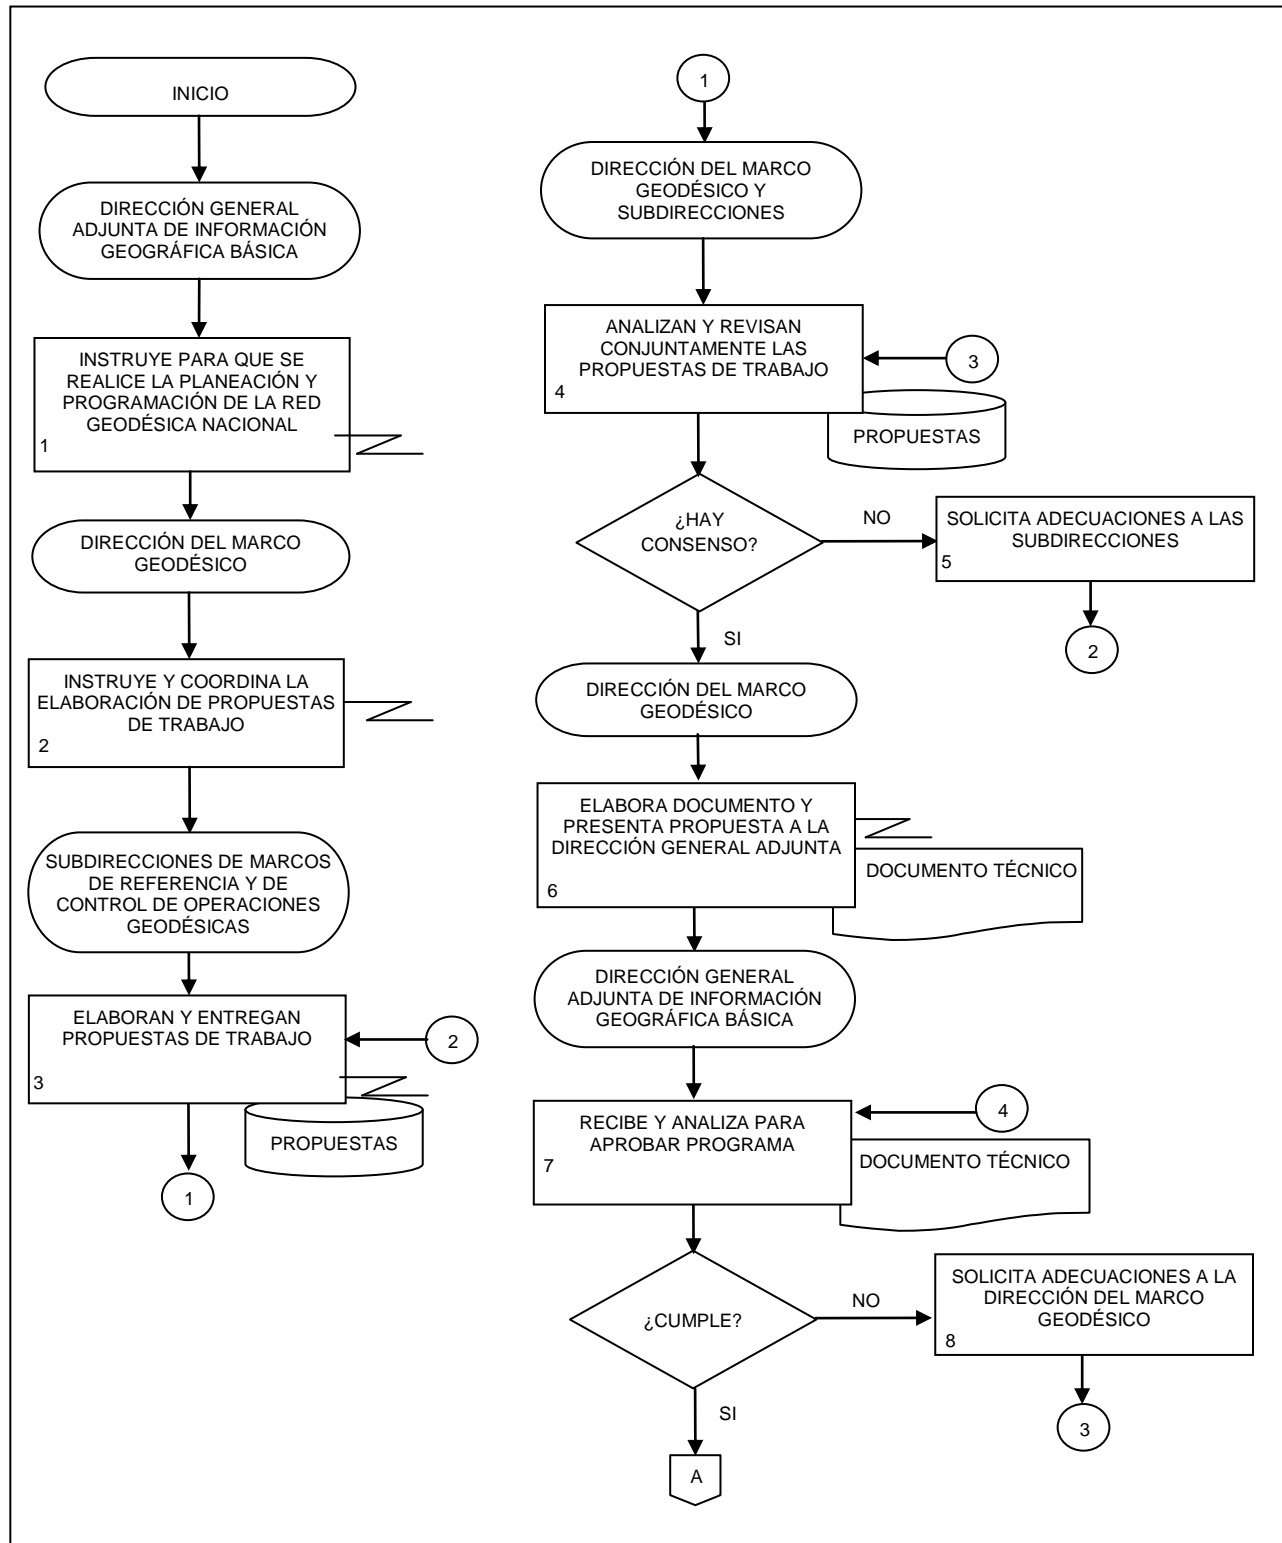 INICIO
DIRECCIÓN GENERAL
ADJUNTA DE INFORMACIÓN
GEOGRÁFICA BÁSICA
INSTRUYE PARA QUE SE
REALICE LA PLANEACIÓN Y
PROGRAMACIÓN DE LA RED
GEODÉSICA NACIONAL
1
DIRECCIÓN DEL MARCO
GEODÉSICO
INSTRUYE Y COORDINA LA
ELABORACIÓN DE PROPUESTAS
DE TRABAJO
2
SUBDIRECCIONES DE MARCOS
DE REFERENCIA Y DE
CONTROL DE OPERACIONES
GEODÉSICAS
ELABORAN Y ENTREGAN
PROPUESTAS DE TRABAJO
2
3
PROPUESTAS
1
1
DIRECCIÓN DEL MARCO
GEODÉSICO Y
SUBDIRECCIONES
ANALIZAN Y REVISAN
CONJUNTAMENTE LAS
PROPUESTAS DE TRABAJO
3
4
PROPUESTAS
¿HAY
CONSENSO?
NO
SOLICITA ADECUACIONES A LAS
SUBDIRECCIONES
5
2
SI
DIRECCIÓN DEL MARCO
GEODÉSICO
ELABORA DOCUMENTO Y
PRESENTA PROPUESTA A LA
DIRECCIÓN GENERAL ADJUNTA
6
DOCUMENTO TÉCNICO
DIRECCIÓN GENERAL
ADJUNTA DE INFORMACIÓN
GEOGRÁFICA BÁSICA
RECIBE Y ANALIZA PARA
APROBAR PROGRAMA
4
7
DOCUMENTO TÉCNICO
¿CUMPLE?
NO
SOLICITA ADECUACIONES A LA
DIRECCIÓN DEL MARCO
GEODÉSICO
8
3
SI
A